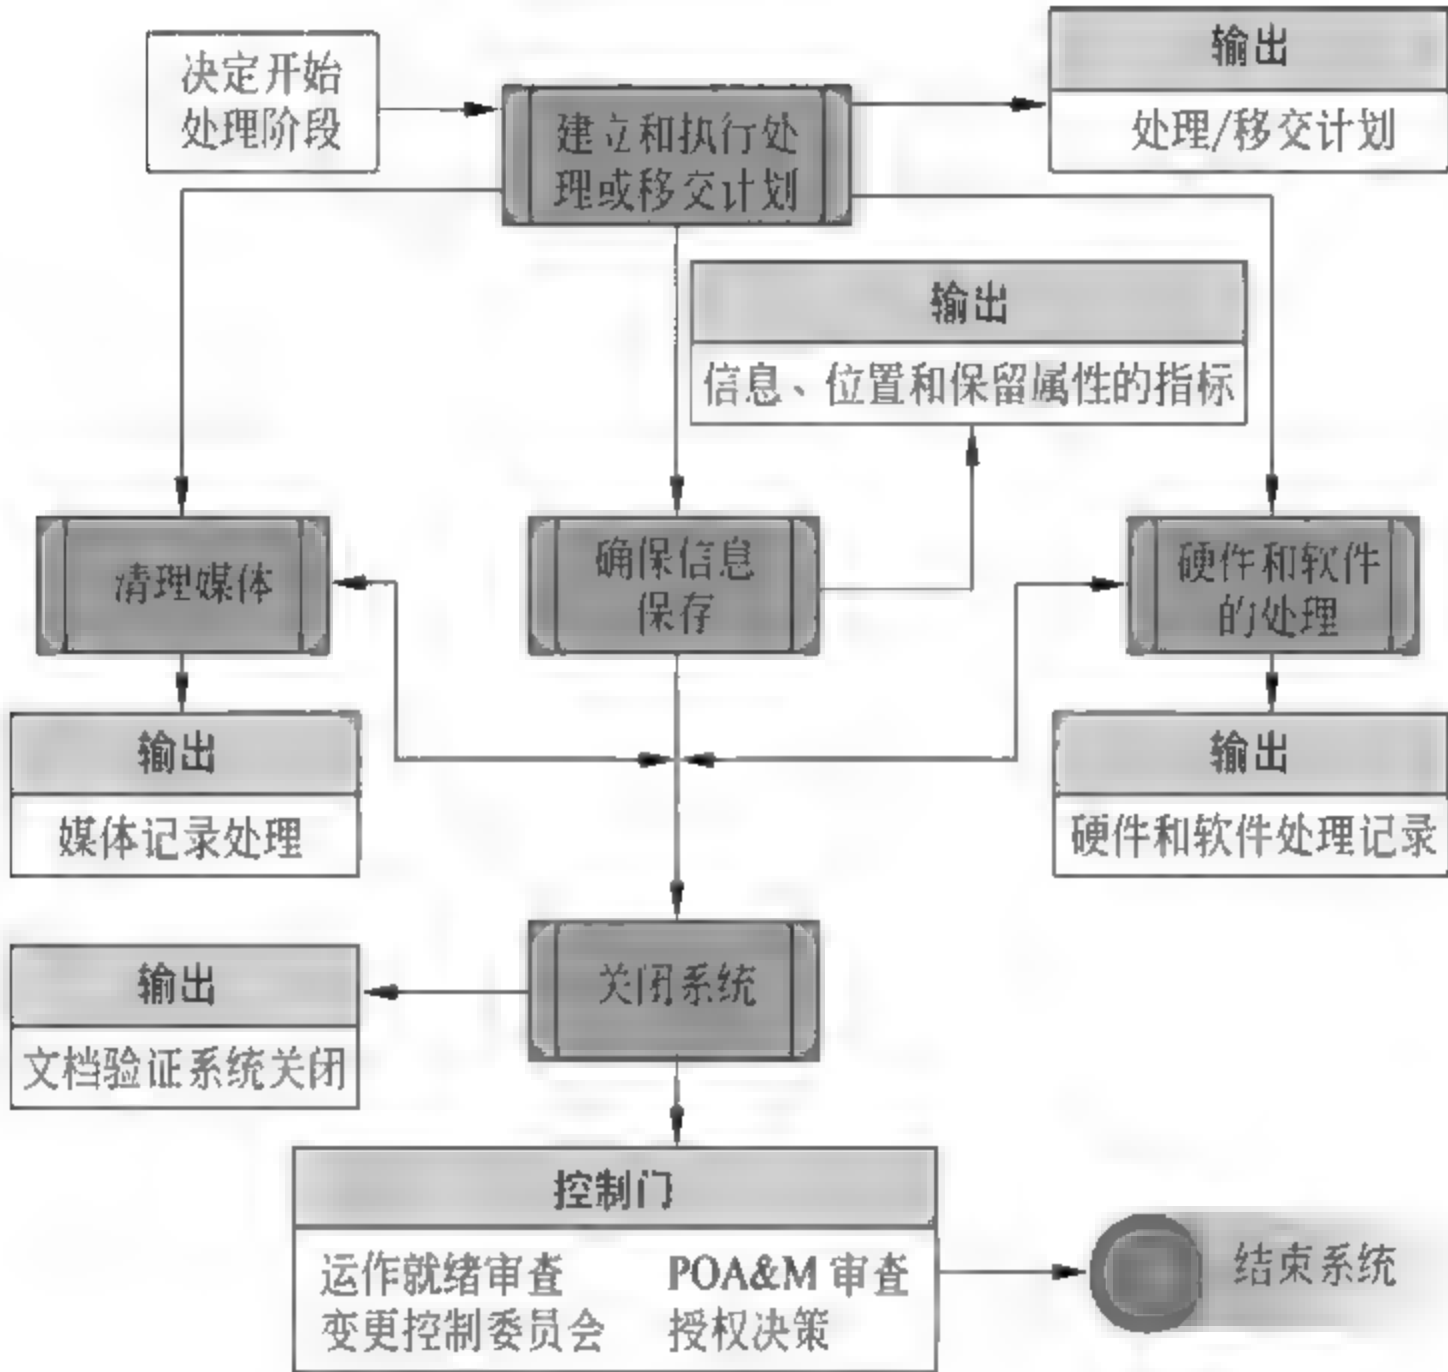 决定开始
处理阶段
建立和执行处
理或移交计划
输出
处理/移交计划
输出
信息、位置和保留属性的指标
清理媒体
确保信息
保存
硬件和软件
的处理
输出
媒体记录处理
输出
硬件和软件处理记录
关闭系统
输出
文档验证系统关闭
控制门
运作就绪审查 POA&M 审查
变更控制委员会 授权决策
结束系统